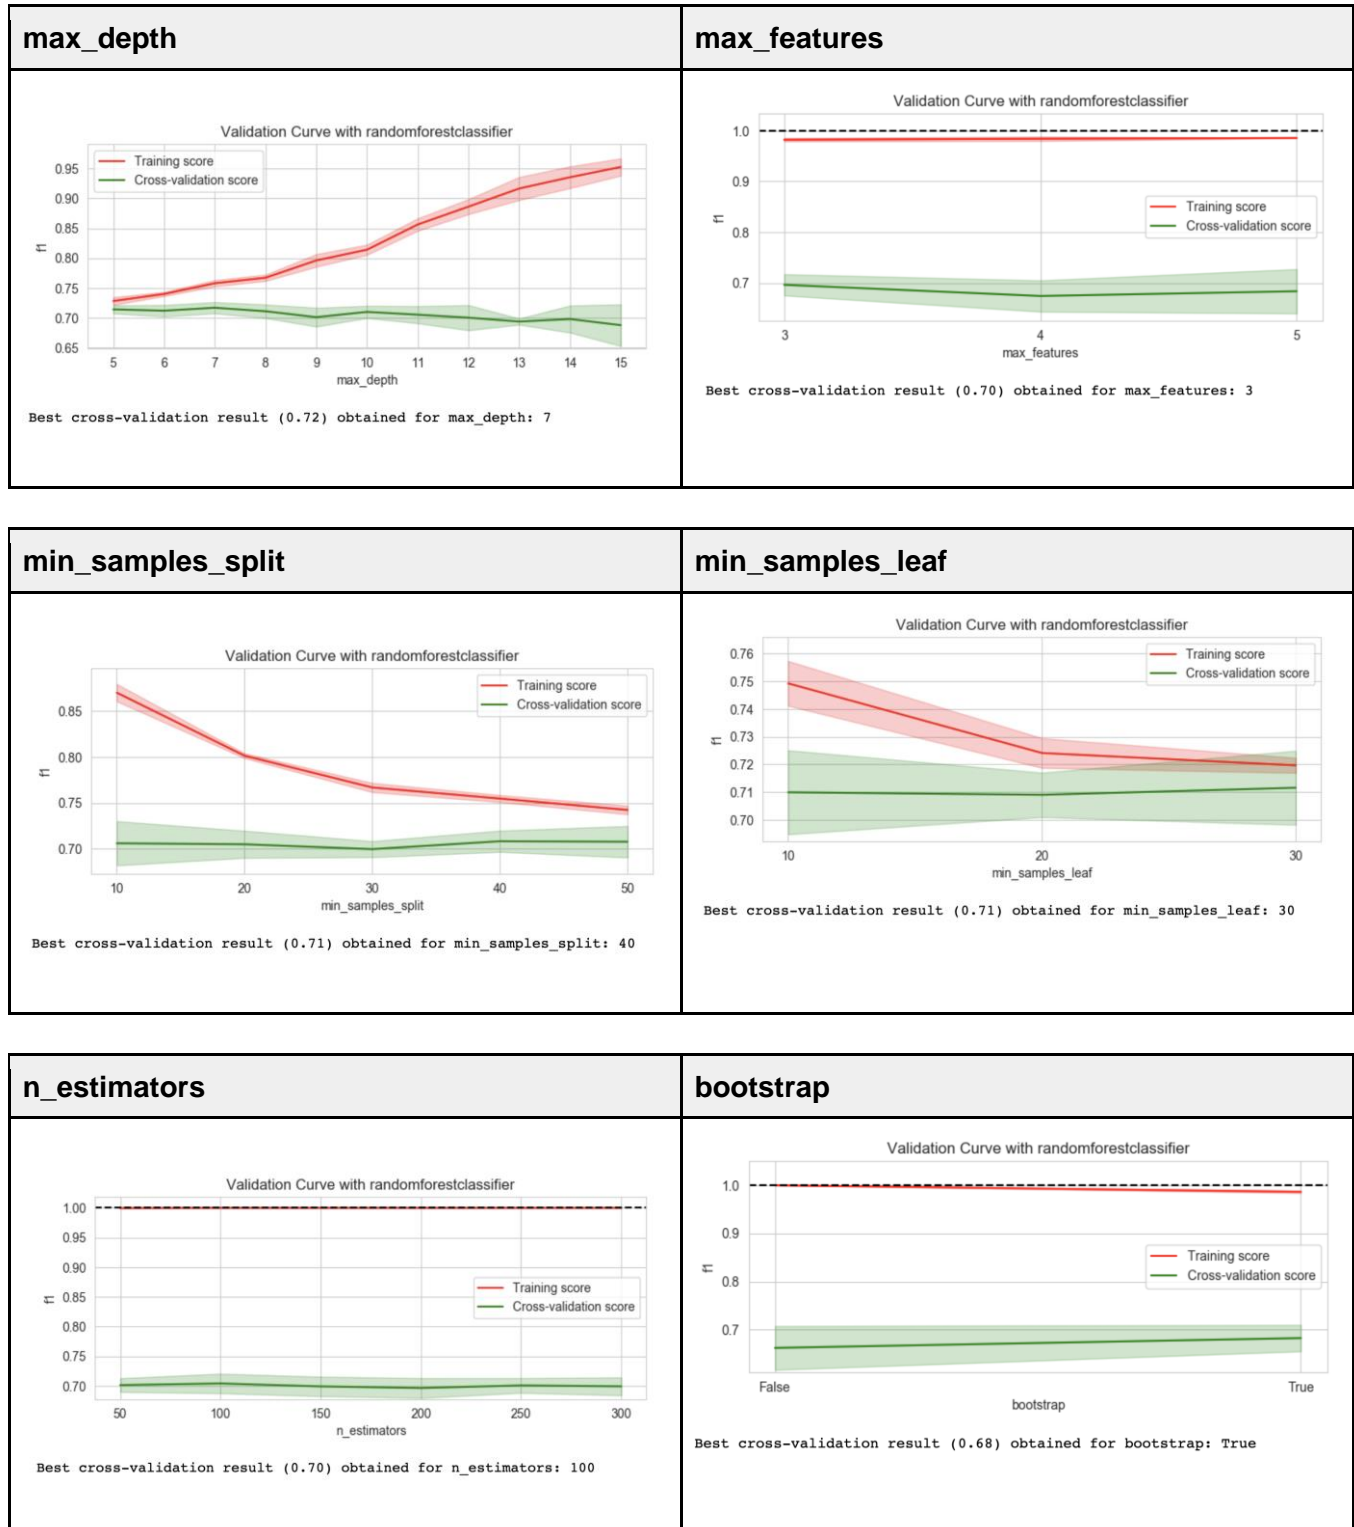 max_depth
max_features
Validation Curve with randomforestclassifier
Training score
Cross-validation score
0.95
0.90
0.85
0.80
0.75
0.70
0.65
f1
5 6 7 8 9 10 11 12 13 14 15
max_depth
Best cross-validation result (0.72) obtained for max_depth: 7
Validation Curve with randomforestclassifier
1.0
0.9
0.8
0.7
f1
Training score
Cross-validation score
3 4 5
max_features
Best cross-validation result (0.70) obtained for max_features: 3
min_samples_split
min_samples_leaf
Validation Curve with randomforestclassifier
Training score
Cross-validation score
0.85
0.80
0.75
0.70
f1
10 20 30 40 50
min_samples_split
Best cross-validation result (0.71) obtained for min_samples_split: 40
Validation Curve with randomforestclassifier
Training score
Cross-validation score
0.76
0.75
0.74
0.73
0.72
0.71
0.70
f1
10 20 30
min_samples_leaf
Best cross-validation result (0.71) obtained for min_samples_leaf: 30
n_estimators
bootstrap
Validation Curve with randomforestclassifier
1.00
0.95
0.90
0.85
0.80
0.75
0.70
f1
Training score
Cross-validation score
50 100 150 200 250 300
n_estimators
Best cross-validation result (0.70) obtained for n_estimators: 100
Validation Curve with randomforestclassifier
1.0
0.9
0.8
0.7
f1
Training score
Cross-validation score
False True
bootstrap
Best cross-validation result (0.68) obtained for bootstrap: True